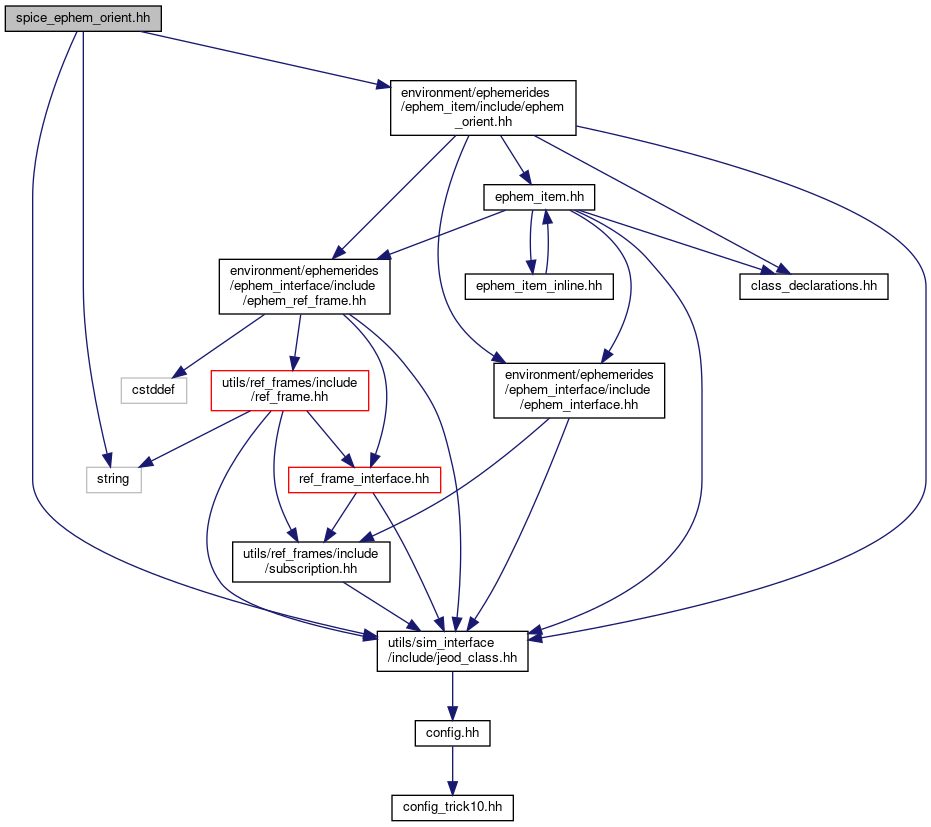 spice_ephem_orient.hh
environment/ephemerides
/ephem_item/include/ephem
_orient.hh
ephem_item.hh
environment/ephemerides
/ephem_interface/include
/ephem_ref_frame.hh
ephem_item_inline.hh
class_declarations.hh
cstddef
utils/ref_frames/include
/ref_frame.hh
environment/ephemerides
/ephem_interface/include
/ephem_interface.hh
string
ref_frame_interface.hh
utils/ref_frames/include
/subscription.hh
utils/sim_interface
/include/jeod_class.hh
config.hh
config_trick10.hh